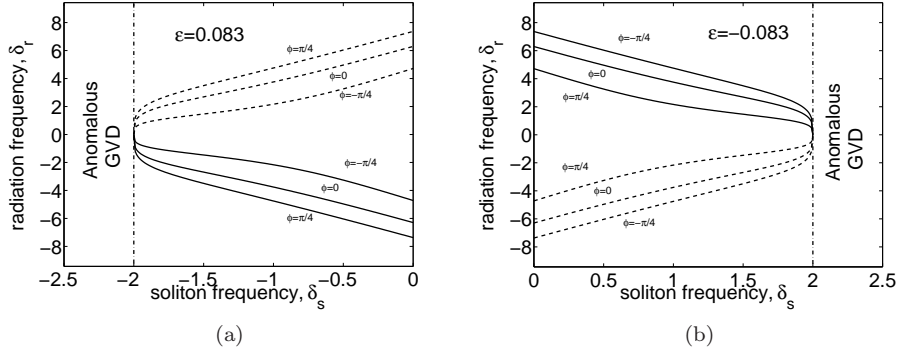 ε=0.083
Anomalous
GVD
φ=π/4
φ=0
φ=−π/4
φ=−π/4
φ=0
φ=π/4
radiation frequency, δr
8
6
4
2
0
−2
−4
−6
−8
−2.5 −2 −1.5 −1 −0.5 0
soliton frequency, δs
(a)
ε=−0.083
Anomalous
GVD
φ=−π/4
φ=0
φ=π/4
φ=π/4
φ=0
φ=−π/4
radiation frequency, δr
8
6
4
2
0
−2
−4
−6
−8
0 0.5 1 1.5 2 2.5
soliton frequency, δs
(b)